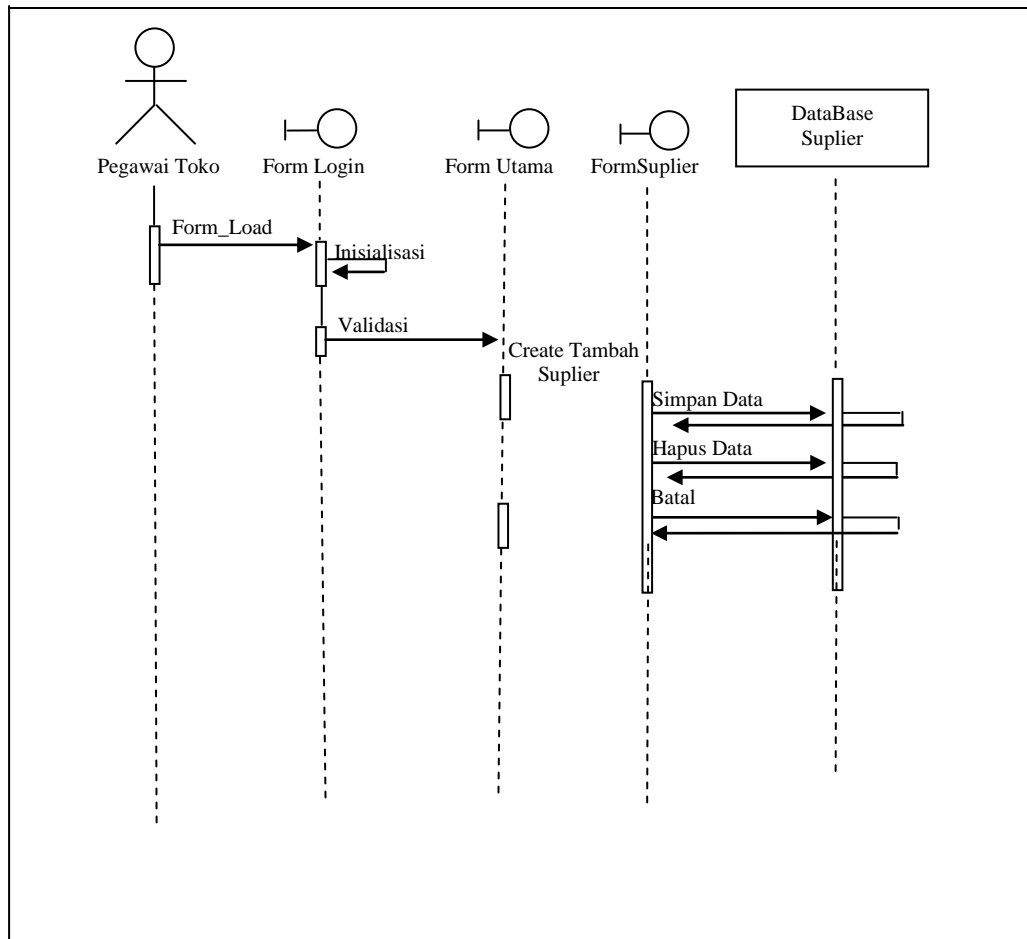 DataBase
Suplier
Pegawai Toko
Form Login
Form Utama
FormSuplier
Form_Load
Inisialisasi
Validasi
Create Tambah
Suplier
Simpan Data
Hapus Data
Batal